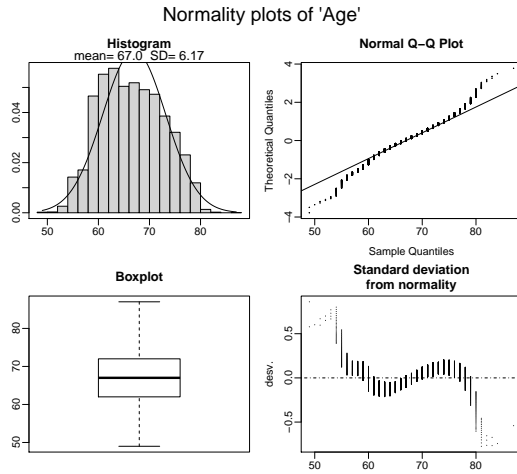 Normality plots of 'Age'
Histogram
mean= 67.0 SD= 6.17
0.00
0.02
0.04
50
60
70
80
Normal Q−Q Plot
Theoretical Quantiles
−4
−2
0
2
4
50
60
70
80
Sample Quantiles
Boxplot
50
60
70
80
Standard deviation
from normality
desv.
−0.5
0.0
0.5
50
60
70
80